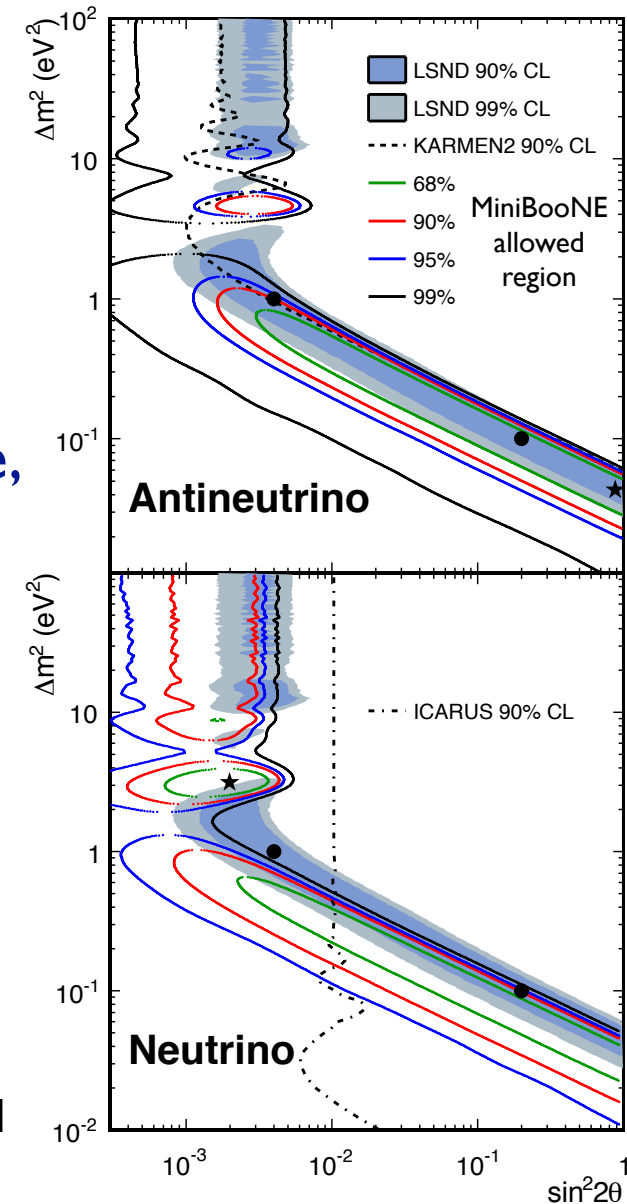 10²
Δm² (eV²)
LSND 90% CL
LSND 99% CL
KARMEN2 90% CL
68%
90%
95%
99%
MiniBooNE
allowed
region
10
1
10⁻¹
e,
Antineutrino
Δm² (eV²)
10
ICARUS 90% CL
1
10⁻¹
Neutrino
10⁻²
10⁻³
10⁻²
10⁻¹
1
sin²2θ